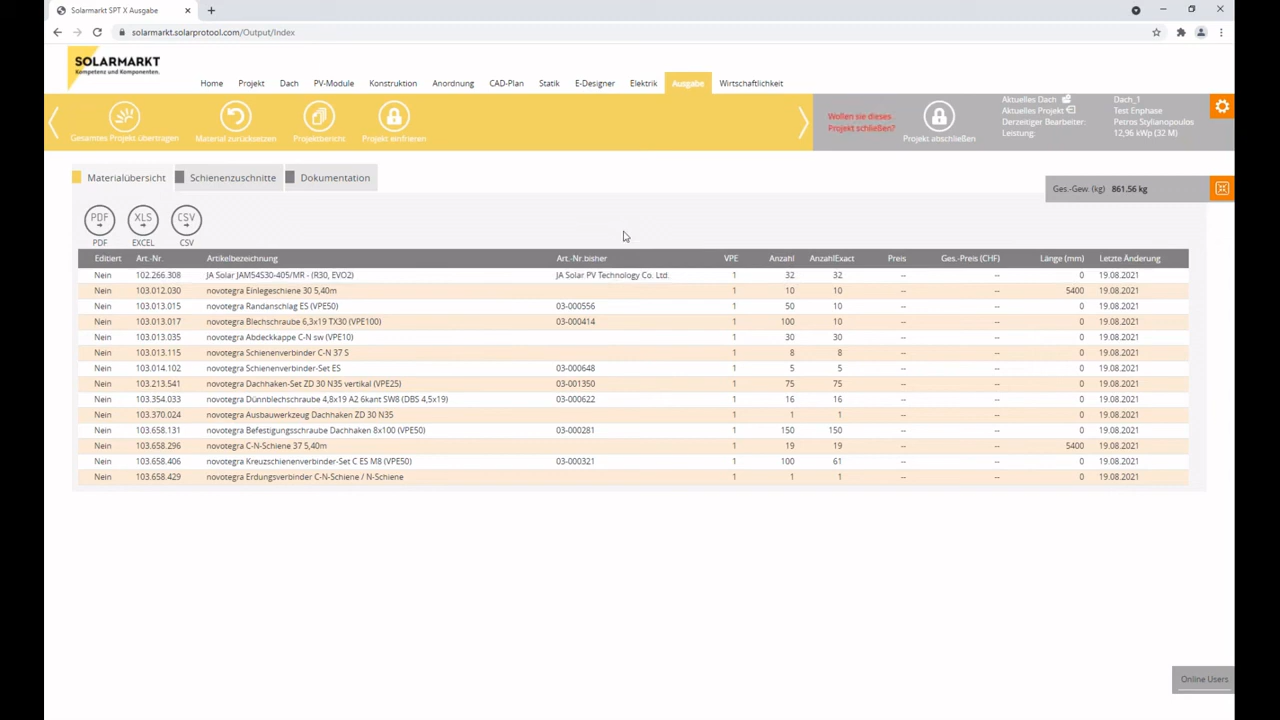 Solarmarkt SPT X Ausgabe
solarmarkt.solarprotool.com/Output/Index
SOLARMARKT
Kompetenz und Komponenten.
Home Projekt Dach PV-Module Konstruktion Anordnung CAD-Plan Statik E-Designer Elektrik Ausgabe Wirtschaftlichkeit
Gesamtes Projekt übertragen Material zurücksetzen Projektbericht Projekt einfrieren
Wollen sie dieses
Projekt schließen?
Projekt abschließen
Aktuelles Dach Dach_1
Aktuelles Projekt Test Enphase
Derzeitiger Bearbeiter: Petros Stylianopoulos
Leistung: 12,96 kWp (32 M)
Materialübersicht Schienenzuschnitte Dokumentation
Ges.-Gew. (kg) 861.56 kg
PDF XLS CSV
PDF EXCEL CSV
Editiert Art.-Nr. Artikelbezeichnung Art.-Nr.bisher VPE Anzahl AnzahlExact Preis Ges.-Preis (CHF) Länge (mm) Letzte Änderung
Nein 102.266.308 JA Solar JAM54S30-405/MR - (R30, EVO2) JA Solar PV Technology Co. Ltd. 1 32 32 -- -- 0 19.08.2021
Nein 103.012.030 novotegra Einlegeschiene 30 5,40m 1 10 10 -- -- 5400 19.08.2021
Nein 103.013.015 novotegra Randanschlag ES (VPE50) 03-000556 1 50 10 -- -- 0 19.08.2021
Nein 103.013.017 novotegra Blechschraube 6,3x19 TX30 (VPE100) 03-000414 1 100 10 -- -- 0 19.08.2021
Nein 103.013.035 novotegra Abdeckkappe C-N sw (VPE10) 1 30 30 -- -- 0 19.08.2021
Nein 103.013.115 novotegra Schienenverbinder C-N 37 S 1 8 8 -- -- 0 19.08.2021
Nein 103.014.102 novotegra Schienenverbinder-Set ES 03-000648 1 5 5 -- -- 0 19.08.2021
Nein 103.213.541 novotegra Dachhaken-Set ZD 30 N35 vertikal (VPE25) 03-001350 1 75 75 -- -- 0 19.08.2021
Nein 103.354.033 novotegra Dünnblechschraube 4,8x19 A2 6kant SW8 (DBS 4,5x19) 03-000622 1 16 16 -- -- 0 19.08.2021
Nein 103.370.024 novotegra Ausbauwerkzeug Dachhaken ZD 30 N35 1 1 1 -- -- 0 19.08.2021
Nein 103.658.131 novotegra Befestigungsschraube Dachhaken 8x100 (VPE50) 03-000281 1 150 150 -- -- 0 19.08.2021
Nein 103.658.296 novotegra C-N-Schiene 37 5,40m 1 19 19 -- -- 5400 19.08.2021
Nein 103.658.406 novotegra Kreuzschienenverbinder-Set C ES M8 (VPE50) 03-000321 1 100 61 -- -- 0 19.08.2021
Nein 103.658.429 novotegra Erdungsverbinder C-N-Schiene / N-Schiene 1 1 1 -- -- 0 19.08.2021
Online Users